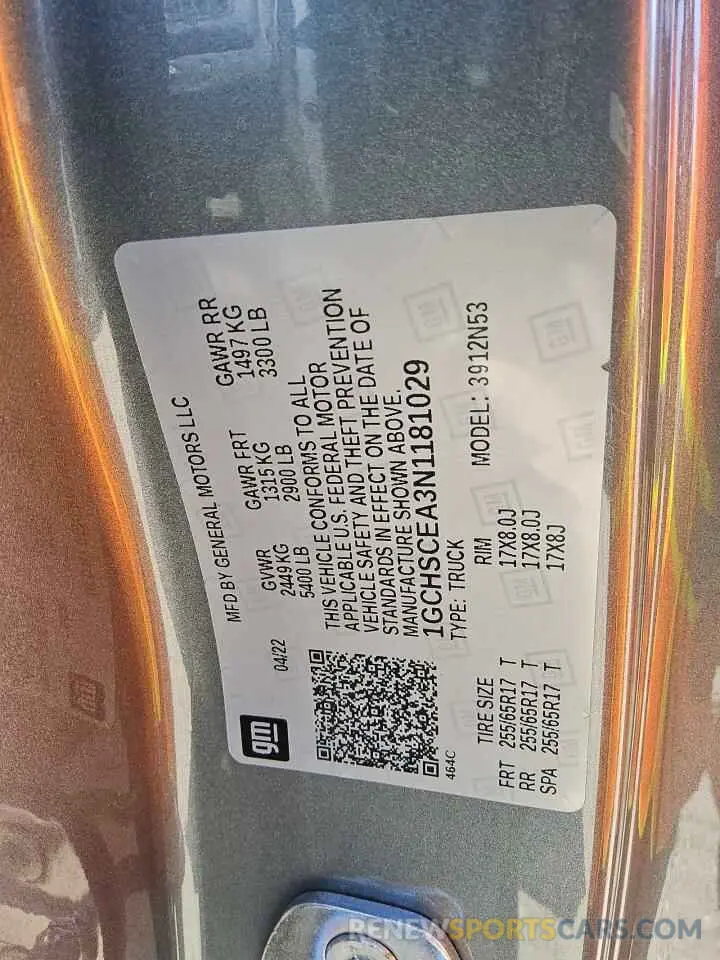 gm
MFD BY GENERAL MOTORS LLC
04/22
GVWR GAWR FRT GAWR RR
2449 KG 1315 KG 1497 KG
5400 LB 2900 LB 3300 LB
THIS VEHICLE CONFORMS TO ALL
APPLICABLE U.S. FEDERAL MOTOR
VEHICLE SAFETY AND THEFT PREVENTION
STANDARDS IN EFFECT ON THE DATE OF
MANUFACTURE SHOWN ABOVE.
1GCHSCEA3N1181029
TYPE: TRUCK MODEL: 3912N53
464C
TIRE SIZE RIM
FRT 255/65R17 T 17X8.0J
RR 255/65R17 T 17X8.0J
SPA 255/65R17 T 17X8J
RENEWSPORTSCARS.COM